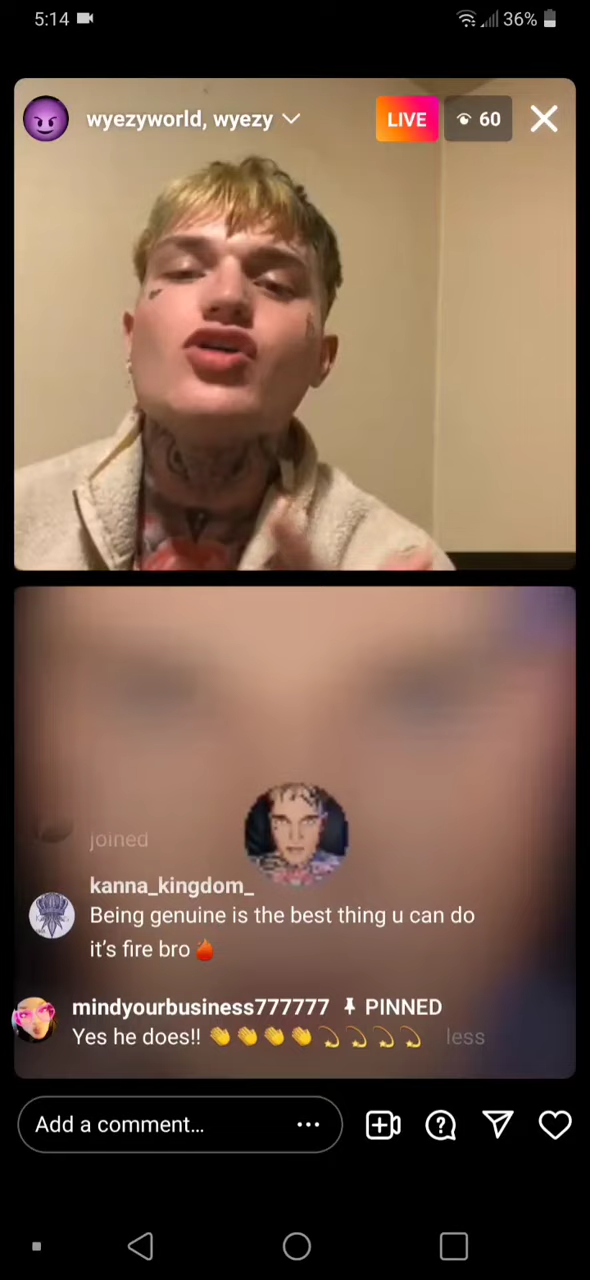 5:14
36%
wyezyworld, wyezy
LIVE
60
joined
kanna_kingdom_
Being genuine is the best thing u can do
it's fire bro 🔥
mindyourbusiness777777 PINNED
Yes he does!! 👏👏👏👏💫💫💫💫 less
Add a comment...